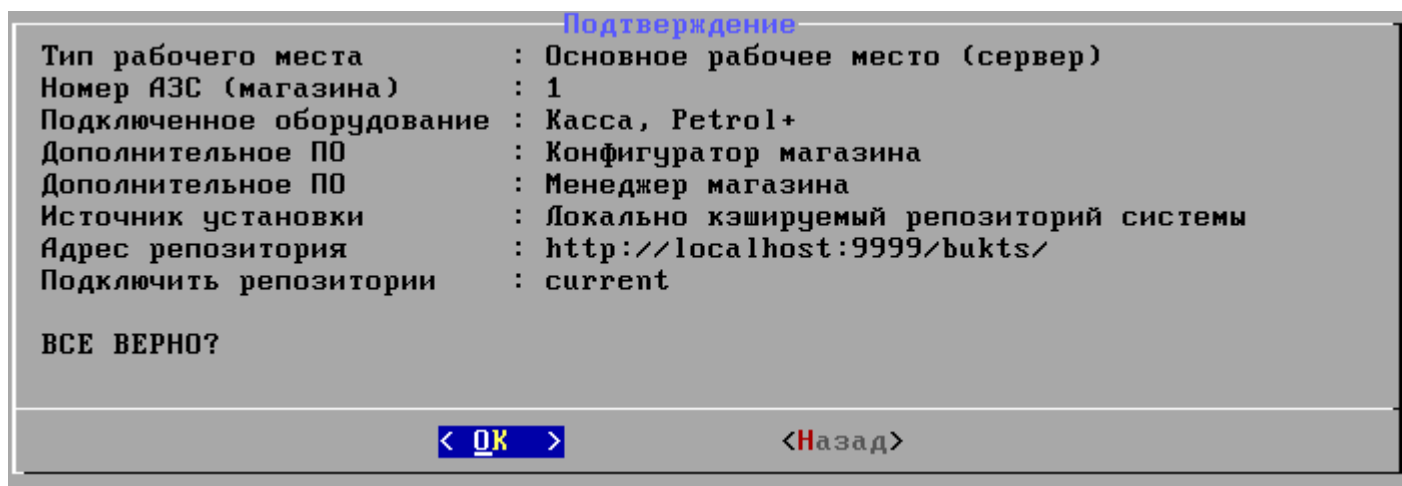 Подтверждение
Тип рабочего места : Основное рабочее место (сервер)
Номер АЗС (магазина) : 1
Подключенное оборудование : Касса, Petrol+
Дополнительное ПО : Конфигуратор магазина
Дополнительное ПО : Менеджер магазина
Источник установки : Локально кэшируемый репозиторий системы
Адрес репозитория : http://localhost:9999/bukts/
Подключить репозитории : current
ВСЕ ВЕРНО?
< OK > <Назад>